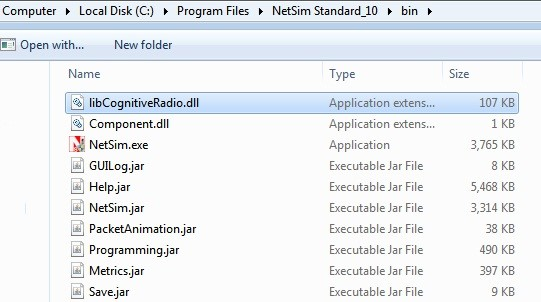 Computer ▸ Local Disk (C:) ▸ Program Files ▸ NetSim Standard_10 ▸ bin ▸
Open with... New folder
Name Type Size
libCognitiveRadio.dll Application extens... 107 KB
Component.dll Application extens... 1 KB
NetSim.exe Application 3,765 KB
GUILog.jar Executable Jar File 8 KB
Help.jar Executable Jar File 5,468 KB
NetSim.jar Executable Jar File 3,314 KB
PacketAnimation.jar Executable Jar File 38 KB
Programming.jar Executable Jar File 490 KB
Metrics.jar Executable Jar File 397 KB
Save.jar Executable Jar File 9 KB